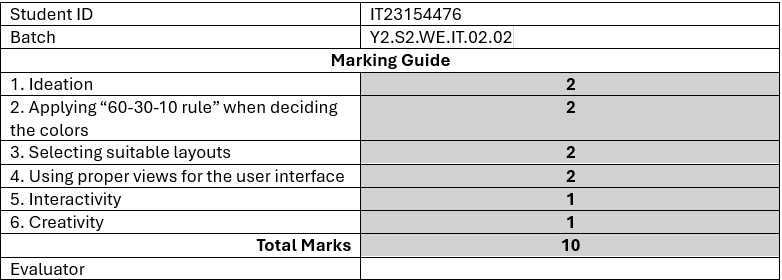 Student ID IT23154476
Batch Y2.S2.WE.IT.02.02
Marking Guide
1. Ideation 2
2. Applying “60-30-10 rule” when deciding 2
the colors
3. Selecting suitable layouts 2
4. Using proper views for the user interface 2
5. Interactivity 1
6. Creativity 1
Total Marks 10
Evaluator